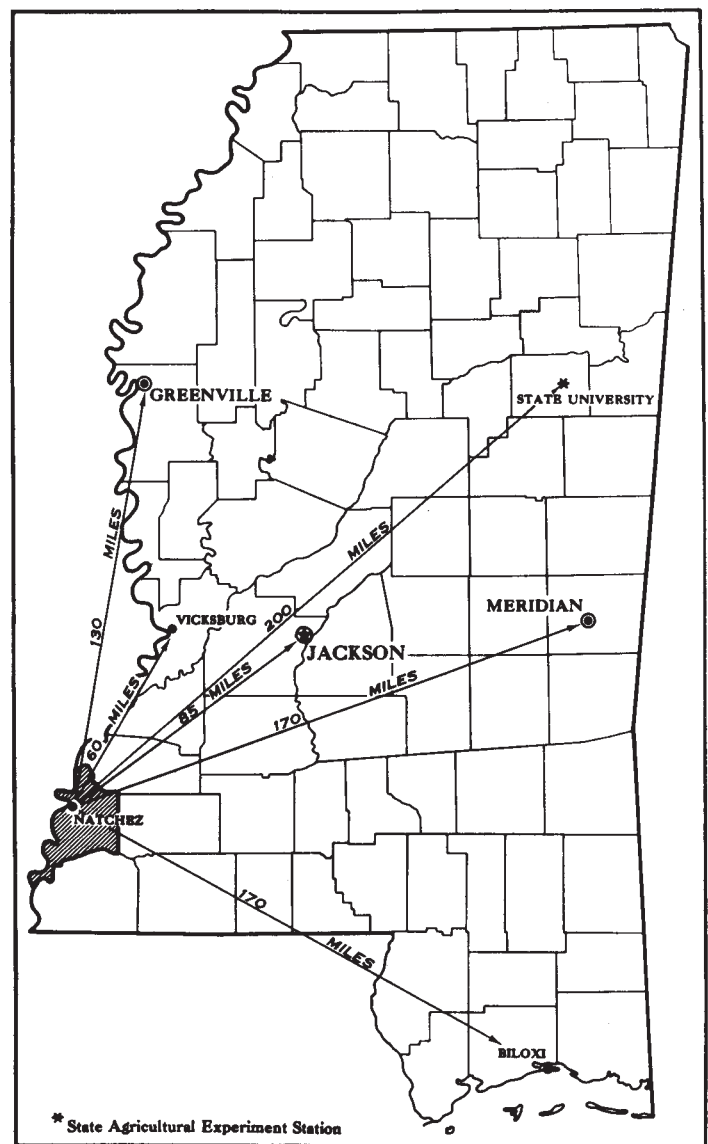 GREENVILLE
STATE UNIVERSITY
130 MILES
VICKSBURG
200 MILES
MERIDIAN
JACKSON
60 MILES
85 MILES
170 MILES
NATCHEZ
170 MILES
BILOXI
* State Agricultural Experiment Station